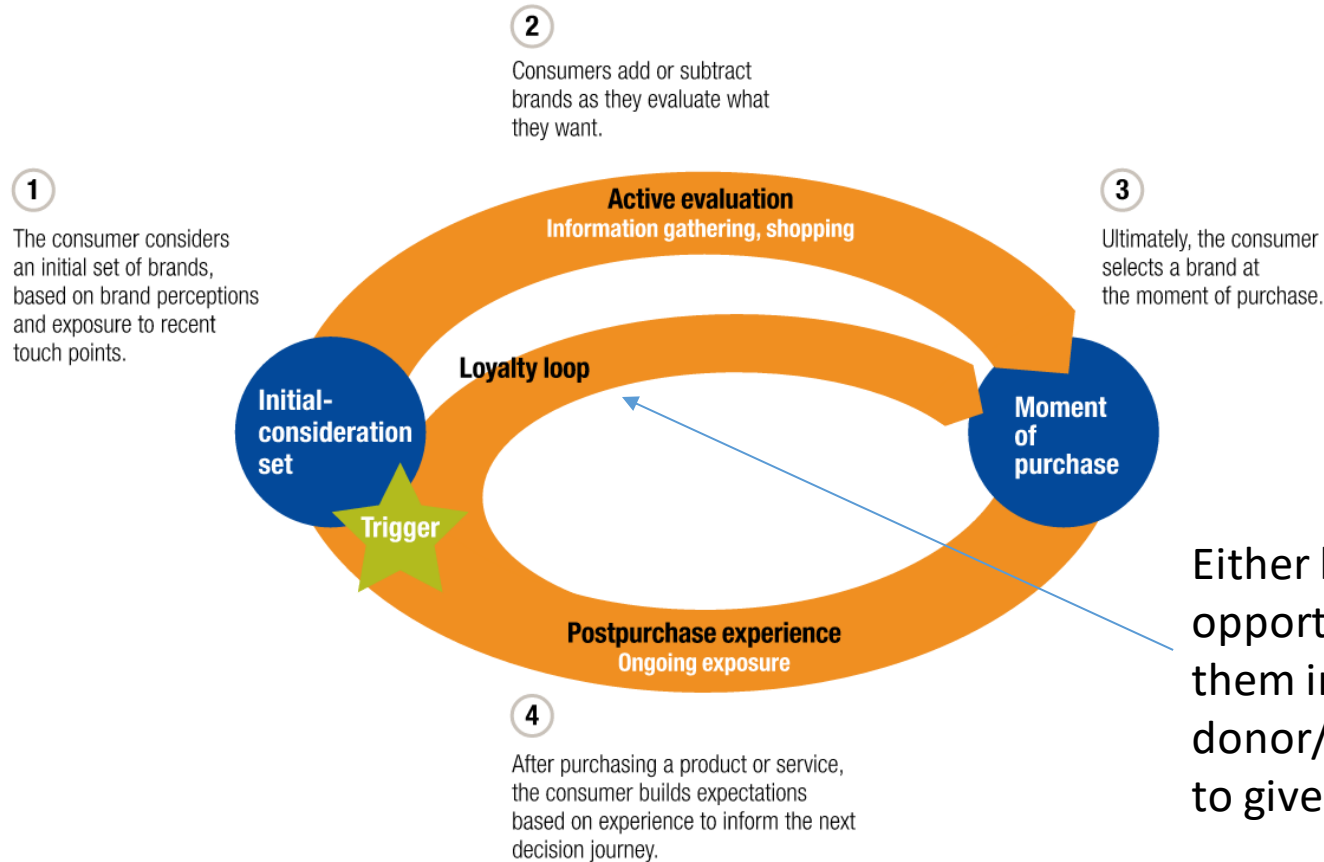 2
Consumers add or subtract
brands as they evaluate what
they want.
1
The consumer considers
an initial set of brands,
based on brand perceptions
and exposure to recent
touch points.
Active evaluation
Information gathering, shopping
3
Ultimately, the consumer
selects a brand at
the moment of purchase.
Loyalty loop
Initial-
consideration
set
Moment
of
purchase
Trigger
Either
opport
them
donor/
to give
Postpurchase experience
Ongoing exposure
4
After purchasing a product or service,
the consumer builds expectations
based on experience to inform the next
decision journey.